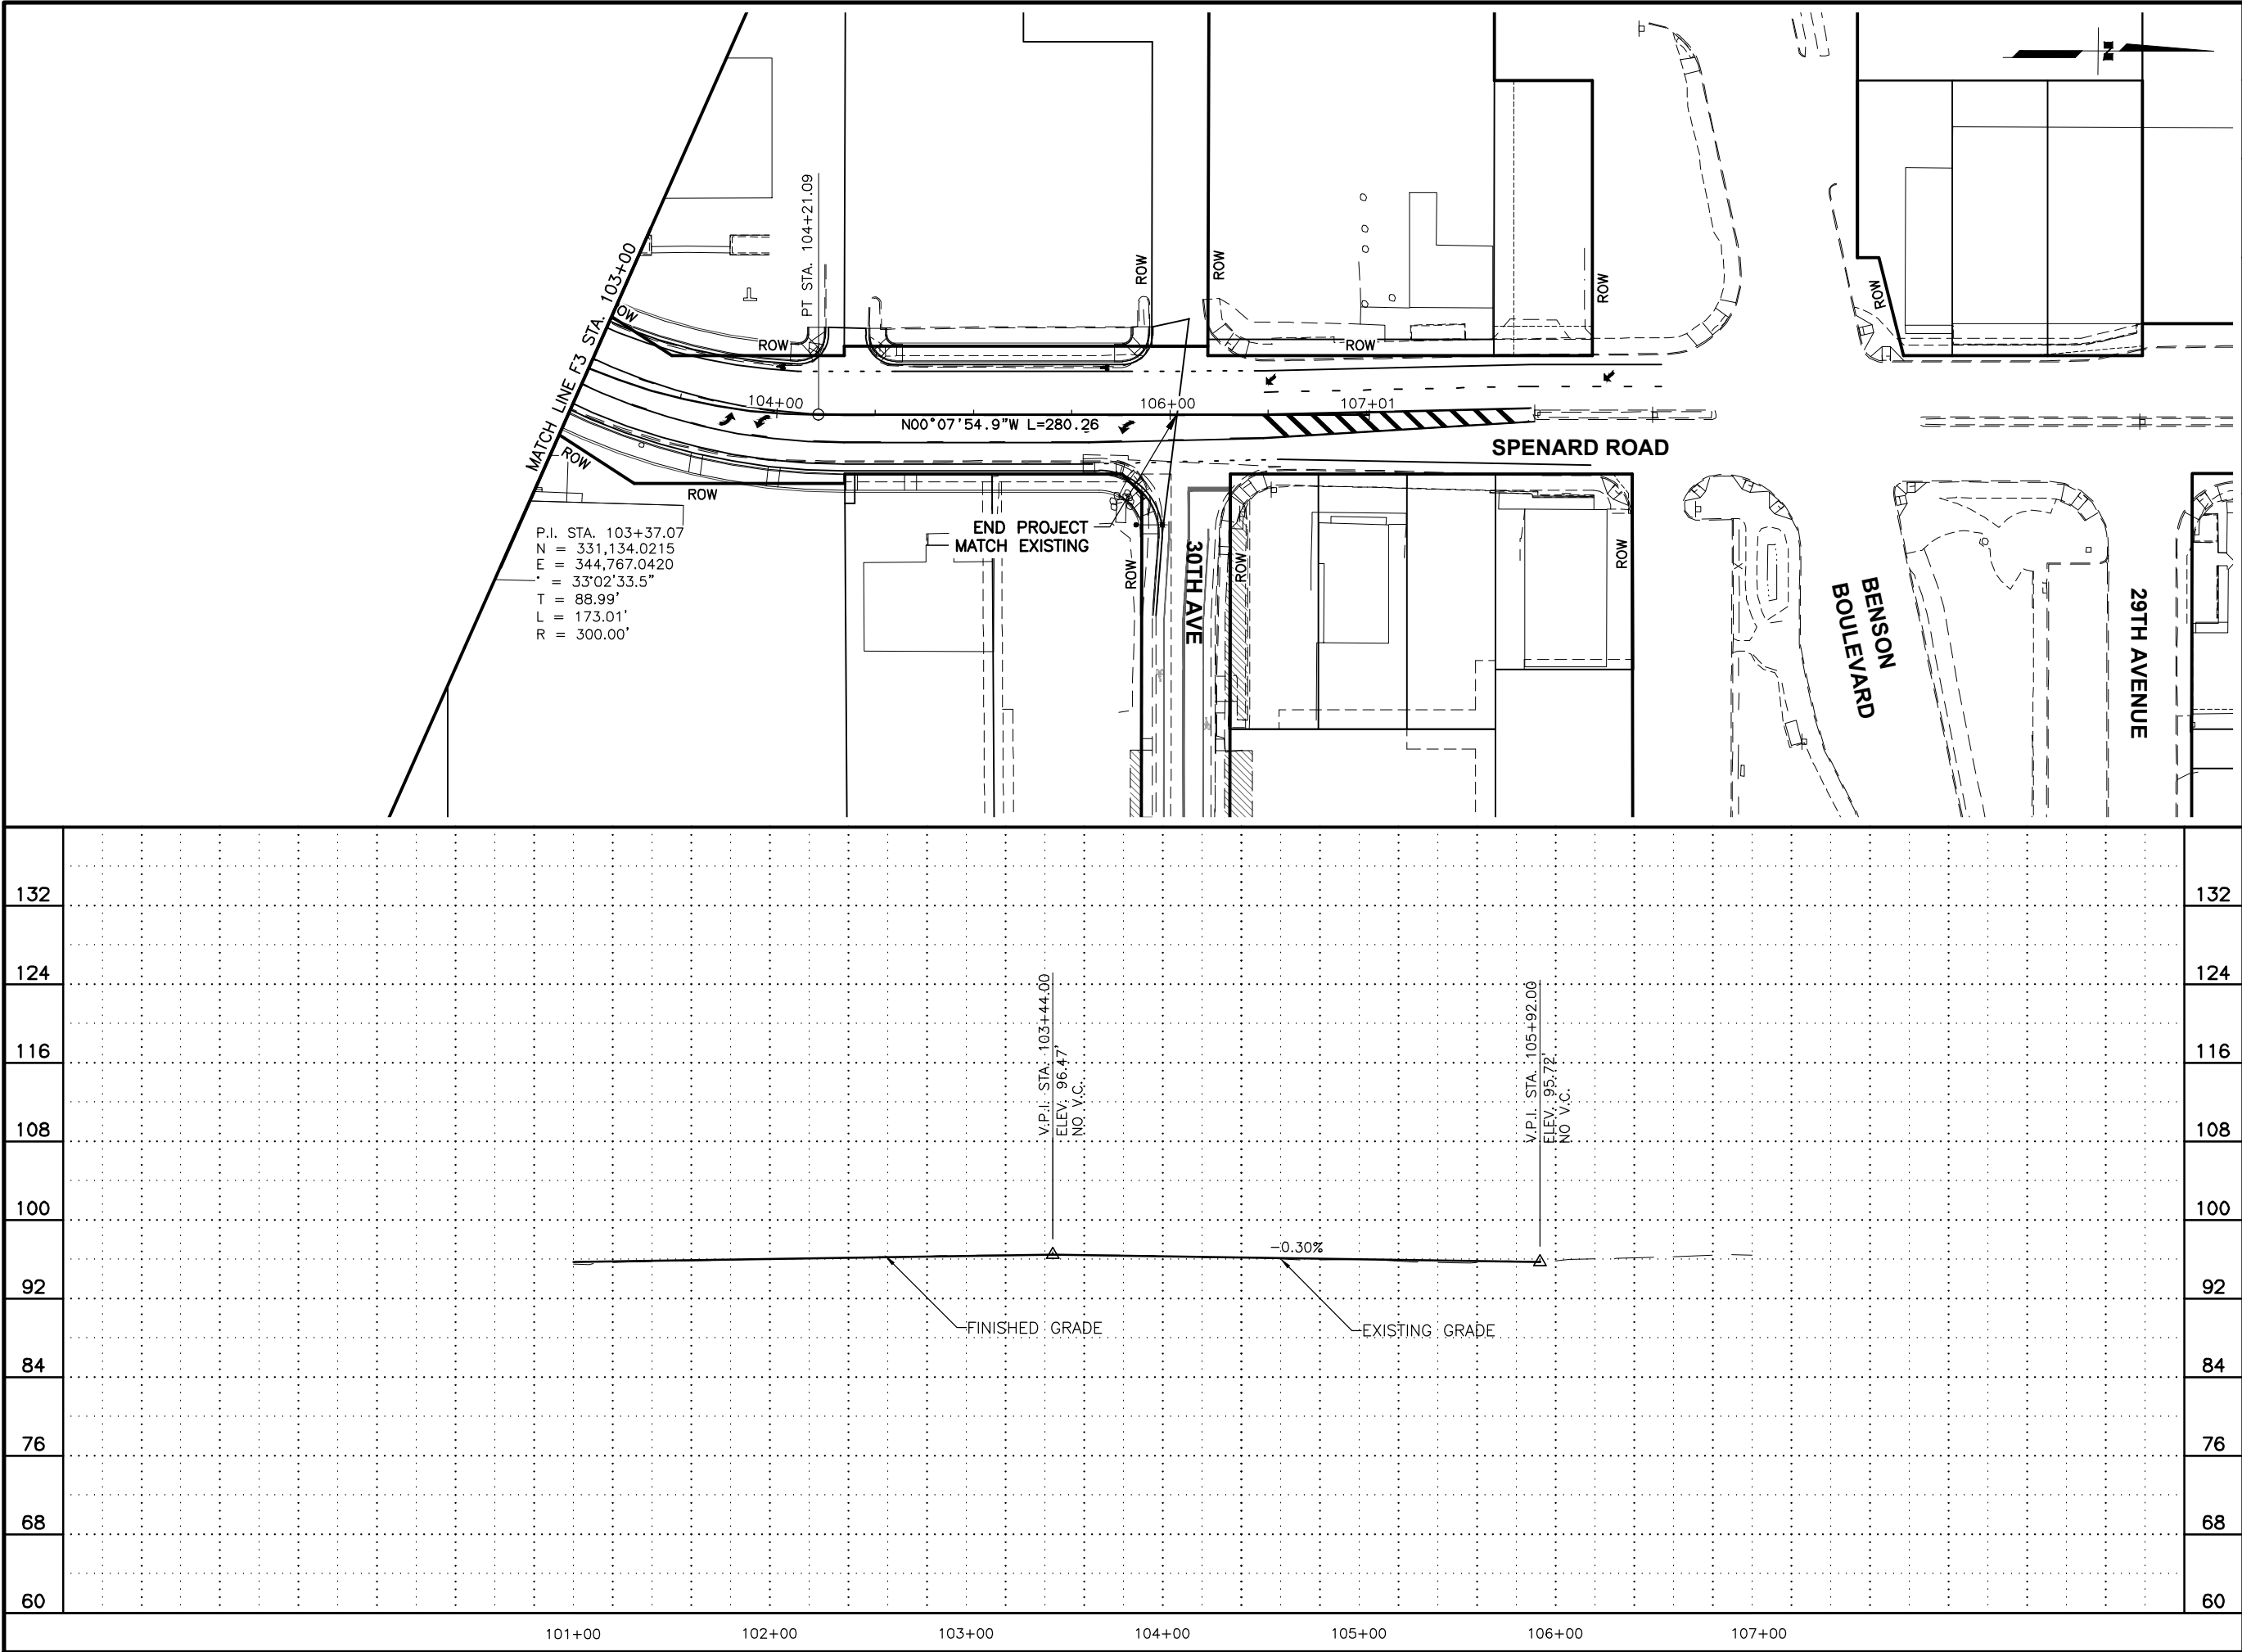 N
MATCH LINE F3 STA. 103+00
PT STA. 104+21.09
ROW
ROW
ROW
ROW
ROW
ROW
ROW
OW
104+00
106+00
107+01
N00°07'54.9"W L=280.26
SPENARD ROAD
ROW
ROW
P.I. STA. 103+37.07
N = 331,134.0215
E = 344,767.0420
= 33°02'33.5"
T = 88.99'
L = 173.01'
R = 300.00'
END PROJECT
MATCH EXISTING
ROW
30TH AVE
ROW
ROW
BENSON
BOULEVARD
29TH AVENUE
132 132
124 124
116 116
108 108
100 100
92 92
84 84
76 76
68 68
60 60
V.P.I. STA. 103+44.00
ELEV. 96.47'
NO V.C.
V.P.I. STA. 105+92.00
ELEV. 95.72'
NO V.C.
-0.30%
FINISHED GRADE
EXISTING GRADE
101+00 102+00 103+00 104+00 105+00 106+00 107+00